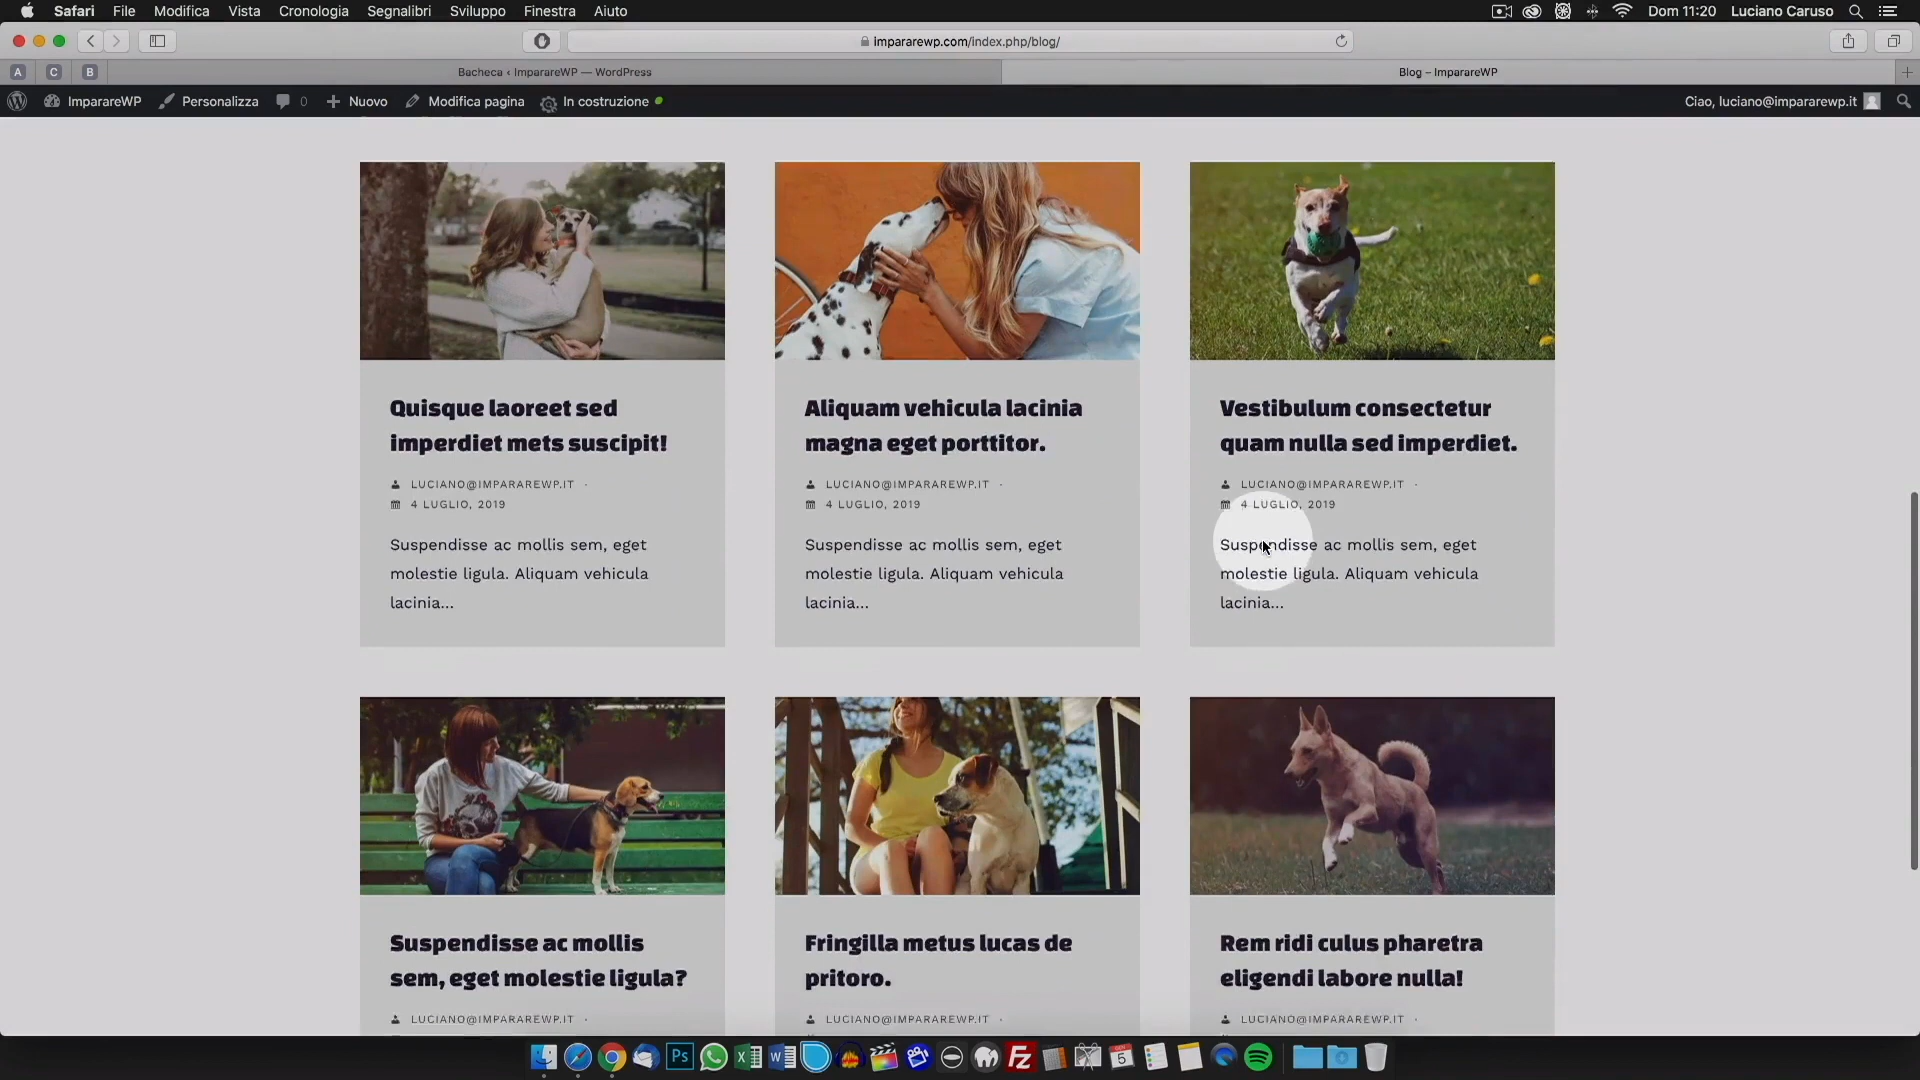 Safari File Modifica Vista Cronologia Segnalibri Sviluppo Finestra Aiuto Dom 11:20 Luciano Caruso
impararewp.com/index.php/blog/
A C B Bacheca ‹ ImparareWP — WordPress Blog – ImparareWP
ImparareWP Personalizza 0 Nuovo Modifica pagina In costruzione Ciao, luciano@impararewp.it
Quisque laoreet sed
imperdiet mets suscipit!
LUCIANO@IMPARAREWP.IT -
4 LUGLIO, 2019
Suspendisse ac mollis sem, eget
molestie ligula. Aliquam vehicula
lacinia...
Aliquam vehicula lacinia
magna eget porttitor.
LUCIANO@IMPARAREWP.IT -
4 LUGLIO, 2019
Suspendisse ac mollis sem, eget
molestie ligula. Aliquam vehicula
lacinia...
Vestibulum consectetur
quam nulla sed imperdiet.
LUCIANO@IMPARAREWP.IT -
4 LUGLIO, 2019
Suspendisse ac mollis sem, eget
molestie ligula. Aliquam vehicula
lacinia...
Suspendisse ac mollis
sem, eget molestie ligula?
LUCIANO@IMPARAREWP.IT -
Fringilla metus lucas de
pritoro.
LUCIANO@IMPARAREWP.IT -
Rem ridi culus pharetra
eligendi labore nulla!
LUCIANO@IMPARAREWP.IT -
Ps X W Fz GEN 5